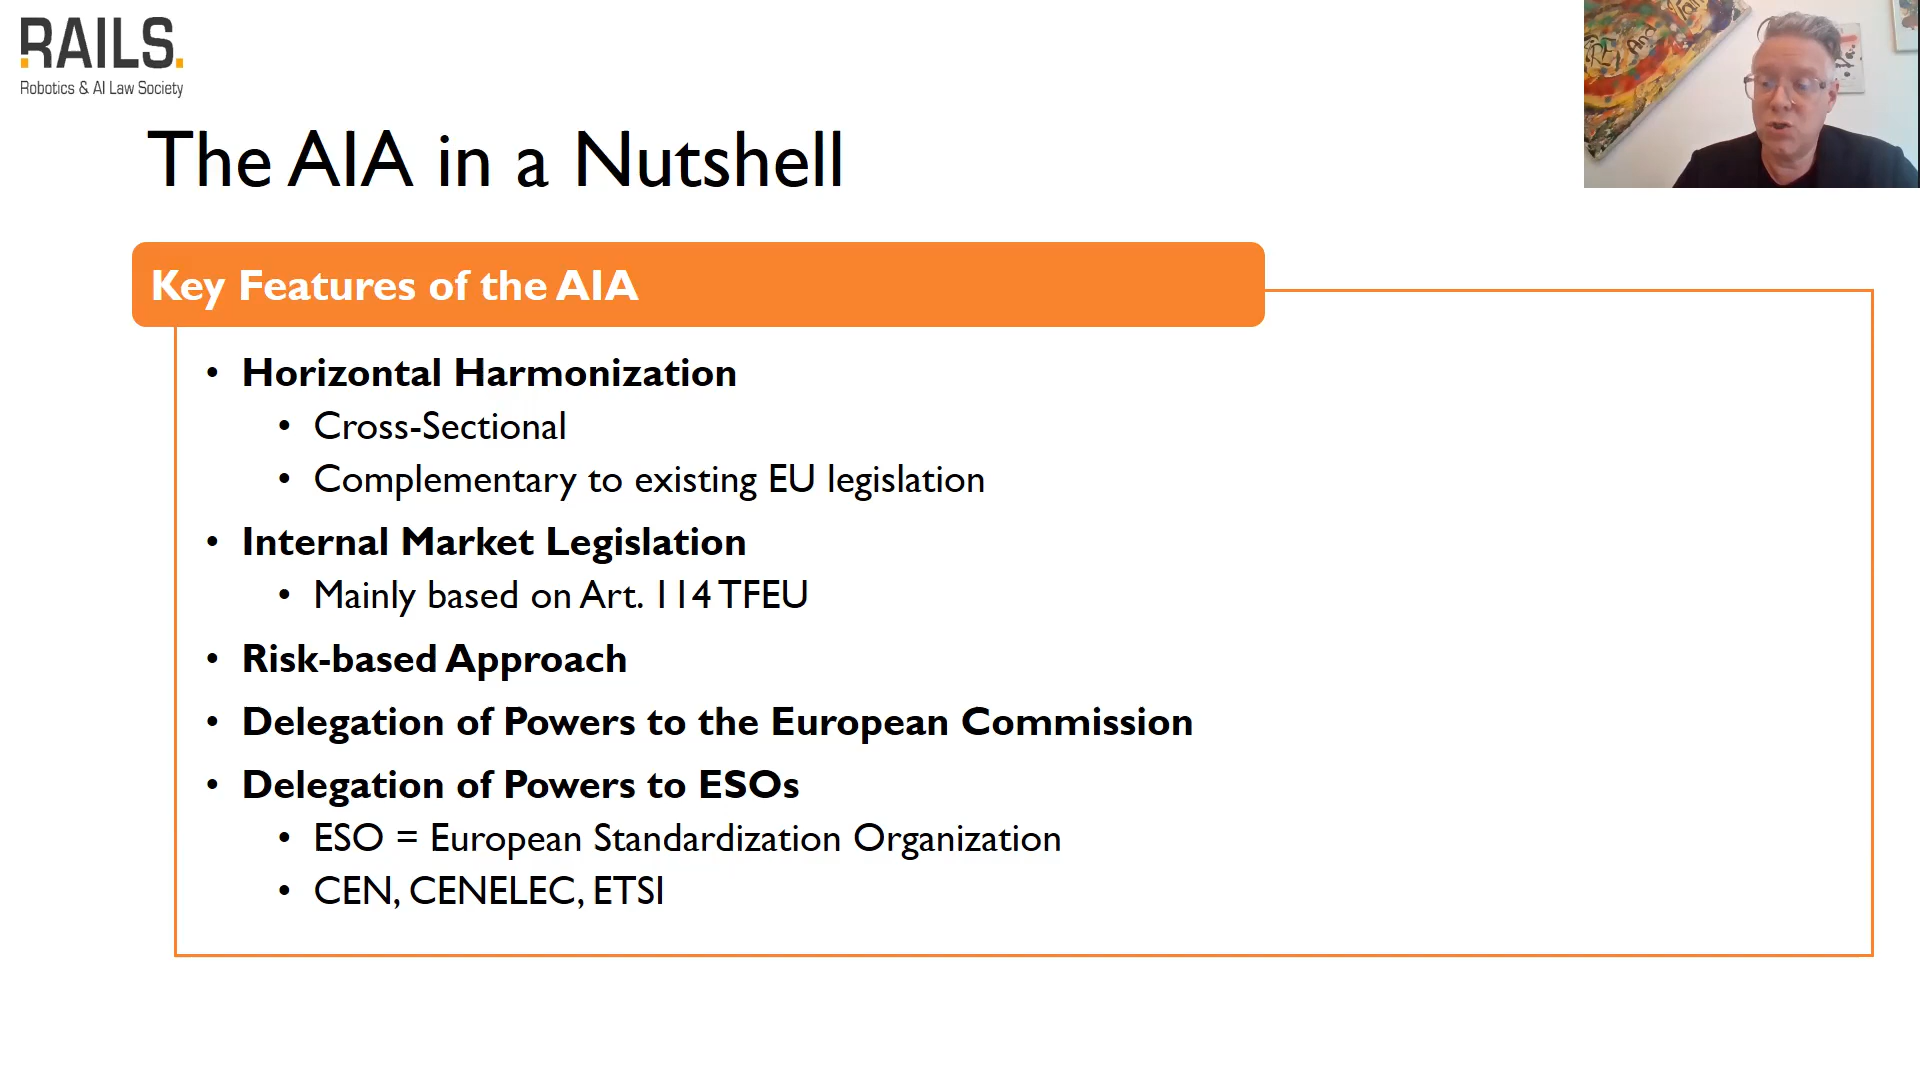 RAILS.
Robotics & AI Law Society
The AIA in a Nutshell
Key Features of the AIA
• Horizontal Harmonization
• Cross-Sectional
• Complementary to existing EU legislation
• Internal Market Legislation
• Mainly based on Art. 114 TFEU
• Risk-based Approach
• Delegation of Powers to the European Commission
• Delegation of Powers to ESOs
• ESO = European Standardization Organization
• CEN, CENELEC, ETSI